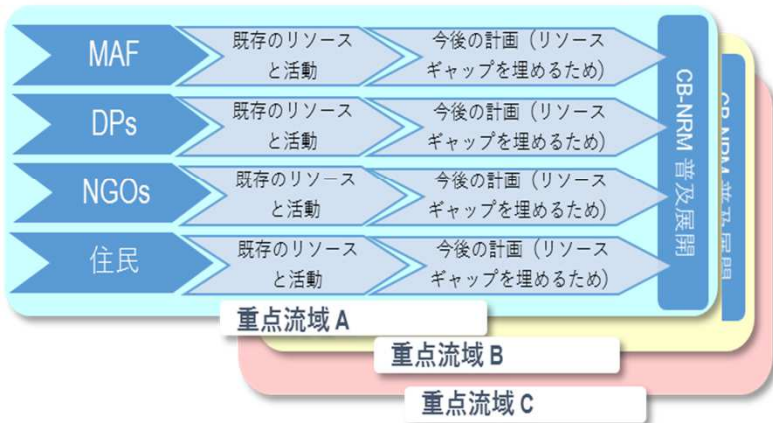 MAF
既存のリソース
と活動
今後の計画（リソース
ギャップを埋めるため）
DPs
既存のリソース
と活動
今後の計画（リソース
ギャップを埋めるため）
NGOs
既存のリソース
と活動
今後の計画（リソース
ギャップを埋めるため）
住民
既存のリソース
と活動
今後の計画（リソース
ギャップを埋めるため）
CB-NRM 普及展開
CB-NRM 普及展開
重点流域 A
重点流域 B
重点流域 C